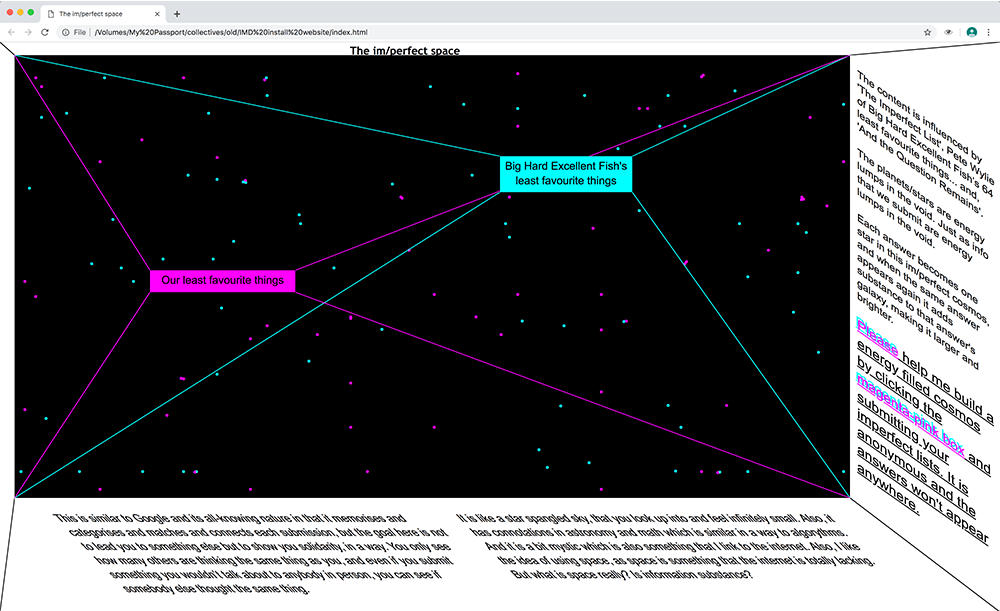 The im/perfect space
File
/Volumes/My%20Passport/collectives/old/IMD%20install%20website/index.html
The im/perfect space
Big Hard Excellent Fish's
least favourite things
Our least favourite things
The content is influenced by
'The Imperfect List', Pete Wylie
of Big Hard Excellent Fish's 64
least favourite things... and,
'And the Question Remains'.
The planets/stars are energy
lumps in the void. Just as info
that we submit are energy
lumps in the void.
Each answer becomes one
star in this im/perfect cosmos,
and when the same answer
appears again it adds
substance to that answer's
galaxy, making it larger and
brighter.
Please help me build a
energy filled cosmos
by clicking the
magenta-pink box and
submitting your
imperfect lists. It is
anonymous and the
answers won't appear
anywhere.
This is similar to Google and its all-knowing nature in that it memorises and
categorises and matches and connects each submission, but the goal here is not
to lead you to something else but to show you solidarity, in a way. You only see
how many others are thinking the same thing as you , and even if you submit
something you wouldn't talk about to anybody in person , you can see if
somebody else thought the same thing.
It is like a star spangled sky, that you look up into and feel infinitely small. Also , it
has connotations in astronomy and math which is similar in a way to algorythms.
And it is a bit mystic which is also something that I link to the internet. Also, I like
the idea of using space , as space is something that the internet is totally lacking.
But what is space really?. Is information substance?